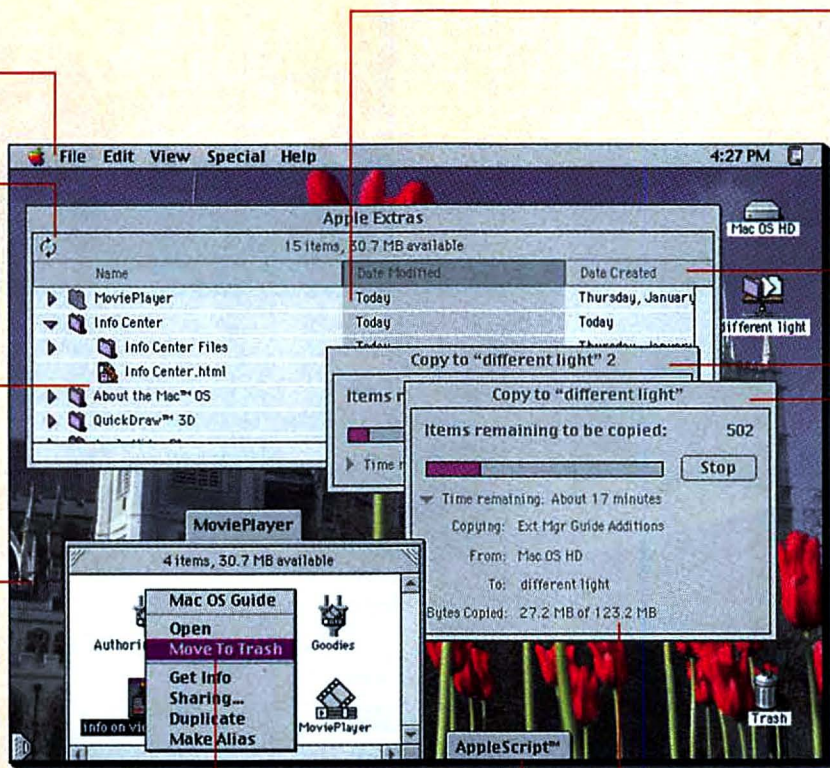 File Edit View Special Help 4:27 PM
Apple Extras
15 items, 30.7 MB available
Name Date Modified Date Created
MoviePlayer Today Thursday, January
Info Center Today Today
Info Center Files Today Thursday, January
Info Center.html
About the Mac™ OS
QuickDraw™ 3D
Mac OS HD
different light
Copy to “different light” 2
Items r
Time r
Copy to “different light”
Items remaining to be copied: 502
Stop
Time remaining: About 17 minutes
Copying: Ext Mgr Guide Additions
From: Mac OS HD
To: different light
Bytes Copied: 27.2 MB of 123.2 MB
MoviePlayer
4 items, 30.7 MB available
Authori
Goodies
info on vi
MoviePlayer
Mac OS Guide
Open
Move To Trash
Get Info
Sharing...
Duplicate
Make Alias
Trash
AppleScript™